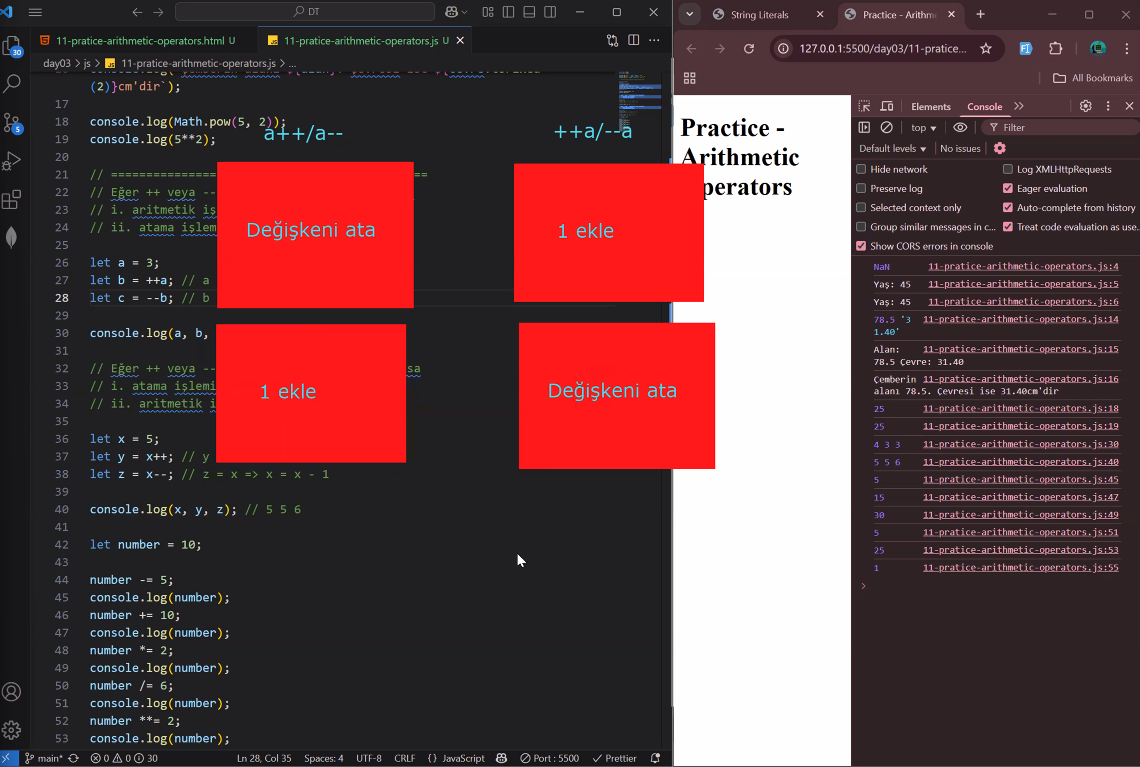 DT
String Literals
Practice - Arithm
11-pratice-arithmetic-operators.html U
11-pratice-arithmetic-operators.js U
127.0.0.1:5500/day03/11-pratice...
day03 > js > 11-pratice-arithmetic-operators.js > ...
All Bookmarks
(2)}cm'dir`);
17
18 console.log(Math.pow(5, 2));
19 console.log(5**2);
20
21 // ==
22 // Eğer ++ veya --
23 // i. aritmetik iş
24 // ii. atama işlem
25
26 let a = 3;
27 let b = ++a; // a
28 let c = --b; // b
29
30 console.log(a, b,
31
32 // Eğer ++ veya -- sa
33 // i. atama işlemi
34 // ii. aritmetik i
35
36 let x = 5;
37 let y = x++; // y
38 let z = x--; // z = x => x = x - 1
39
40 console.log(x, y, z); // 5 5 6
41
42 let number = 10;
43
44 number -= 5;
45 console.log(number);
46 number += 10;
47 console.log(number);
48 number *= 2;
49 console.log(number);
50 number /= 6;
51 console.log(number);
52 number **= 2;
53 console.log(number);
a++/a--
++a/--a
Değişkeni ata
1 ekle
1 ekle
Değişkeni ata
Practice -
Arithmetic
Operators
Elements Console
top Filter
Default levels No issues
Hide network Log XMLHttpRequests
Preserve log Eager evaluation
Selected context only Auto-complete from history
Group similar messages in c... Treat code evaluation as use..
Show CORS errors in console
NaN 11-pratice-arithmetic-operators.js:4
Yaş: 45 11-pratice-arithmetic-operators.js:5
Yaş: 45 11-pratice-arithmetic-operators.js:6
78.5 '3 11-pratice-arithmetic-operators.js:14
1.40'
Alan: 11-pratice-arithmetic-operators.js:15
78.5 Çevre: 31.40
Çemberin 11-pratice-arithmetic-operators.js:16
alanı 78.5. Çevresi ise 31.40cm'dir
25 11-pratice-arithmetic-operators.js:18
25 11-pratice-arithmetic-operators.js:19
4 3 3 11-pratice-arithmetic-operators.js:30
5 5 6 11-pratice-arithmetic-operators.js:40
5 11-pratice-arithmetic-operators.js:45
15 11-pratice-arithmetic-operators.js:47
30 11-pratice-arithmetic-operators.js:49
5 11-pratice-arithmetic-operators.js:51
25 11-pratice-arithmetic-operators.js:53
1 11-pratice-arithmetic-operators.js:55
30
5
main* 0 0 30 Ln 28, Col 35 Spaces: 4 UTF-8 CRLF {} JavaScript Port : 5500 Prettier